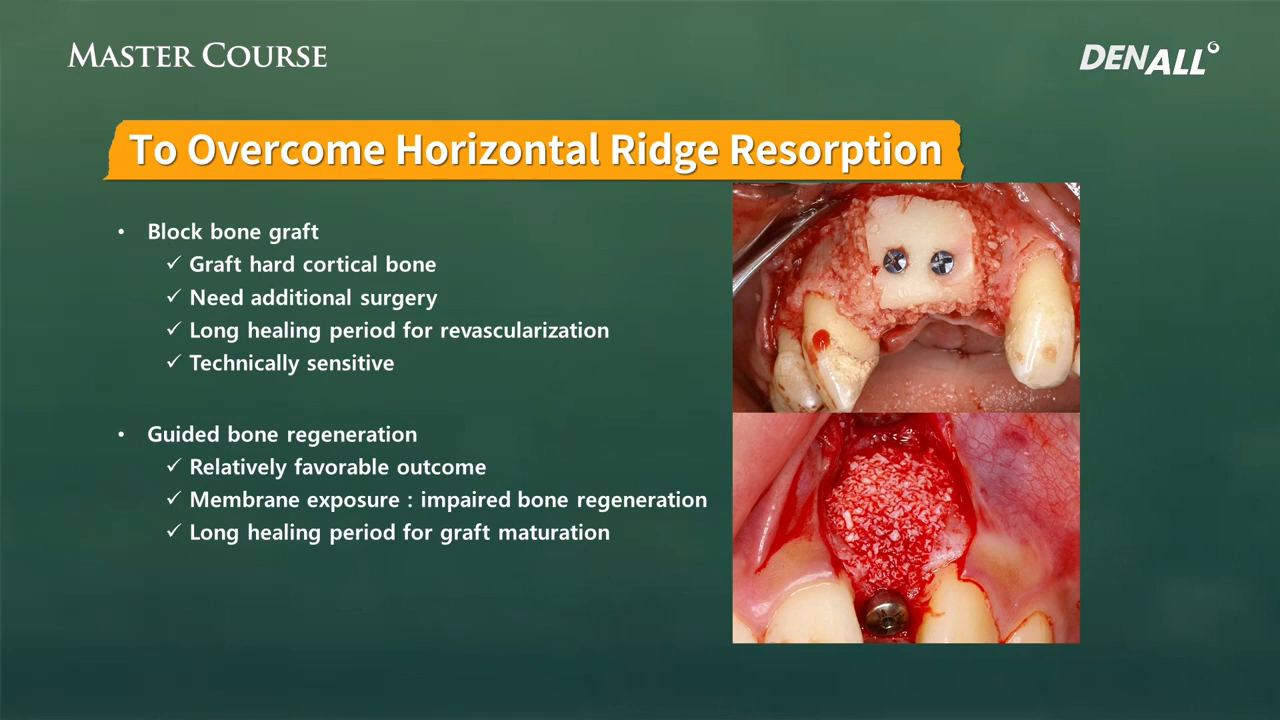 MASTER COURSE
DENALL
To Overcome Horizontal Ridge Resorption
• Block bone graft
✓ Graft hard cortical bone
✓ Need additional surgery
✓ Long healing period for revascularization
✓ Technically sensitive
• Guided bone regeneration
✓ Relatively favorable outcome
✓ Membrane exposure : impaired bone regeneration
✓ Long healing period for graft maturation